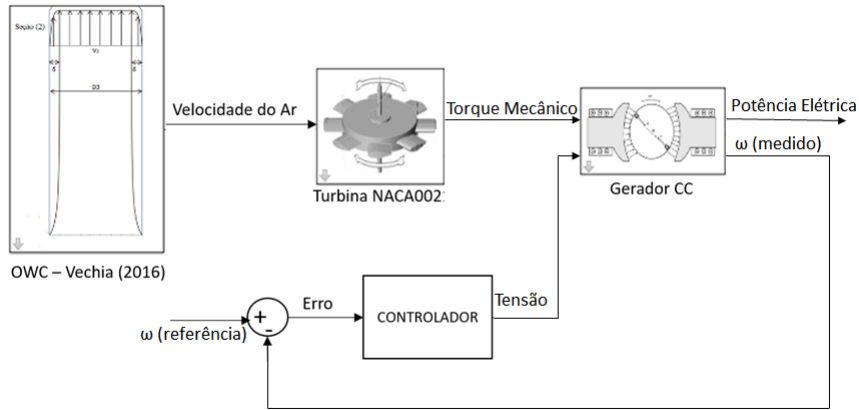 Seção (2)
V₂
δ
δ
D3
Velocidade do Ar
Torque Mecânico
Potência Elétrica
ω (medido)
Turbina NACA002
Gerador CC
OWC – Vechia (2016)
Erro
CONTROLADOR
Tensão
+
-
ω (referência)